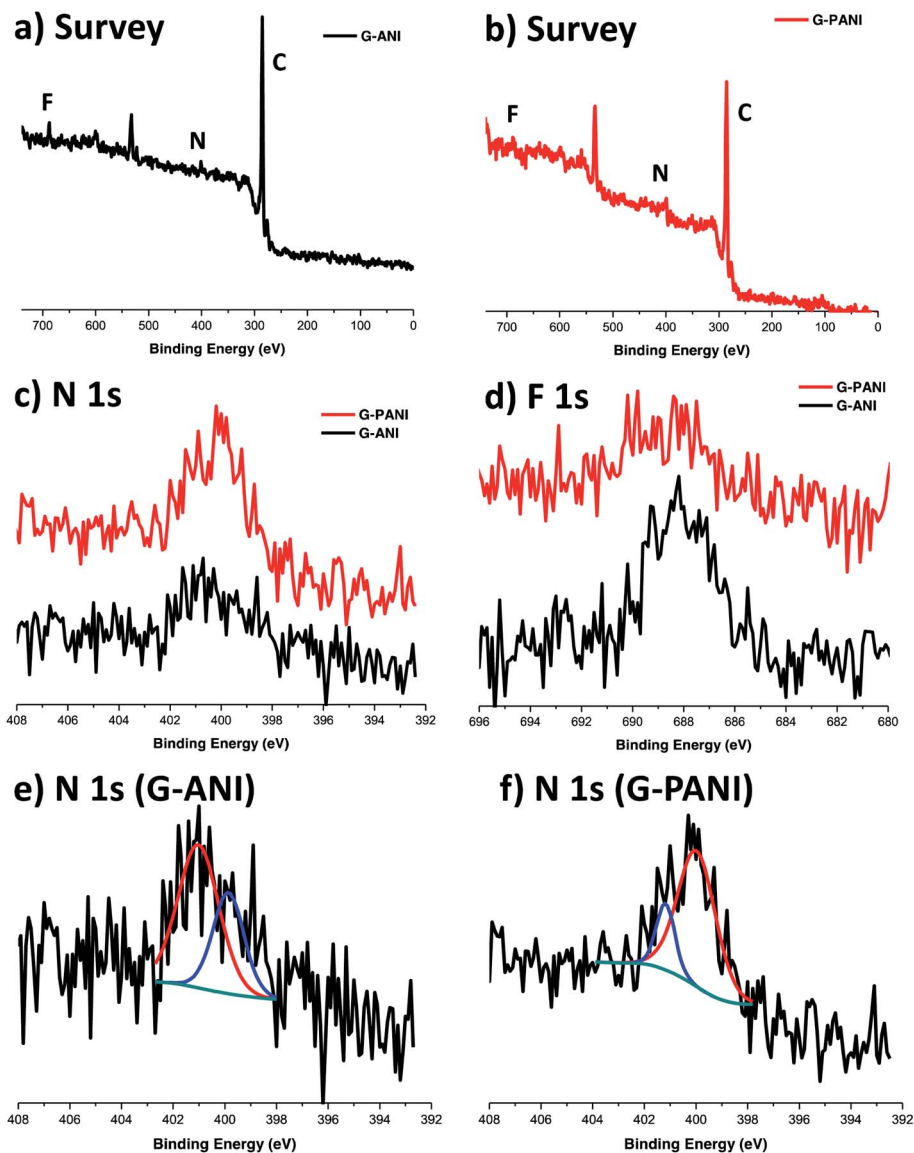 a) Survey
G-ANI
F
N
C
700 600 500 400 300 200 100 0
Binding Energy (eV)
b) Survey
G-PANI
F
N
C
700 600 500 400 300 200 100 0
Binding Energy (eV)
c) N 1s
G-PANI
G-ANI
408 406 404 402 400 398 396 394 392
Binding Energy (eV)
d) F 1s
G-PANI
G-ANI
696 694 692 690 688 686 684 682 680
Binding Energy (eV)
e) N 1s (G-ANI)
408 406 404 402 400 398 396 394 392
Binding Energy (eV)
f) N 1s (G-PANI)
408 406 404 402 400 398 396 394 392
Binding Energy (eV)